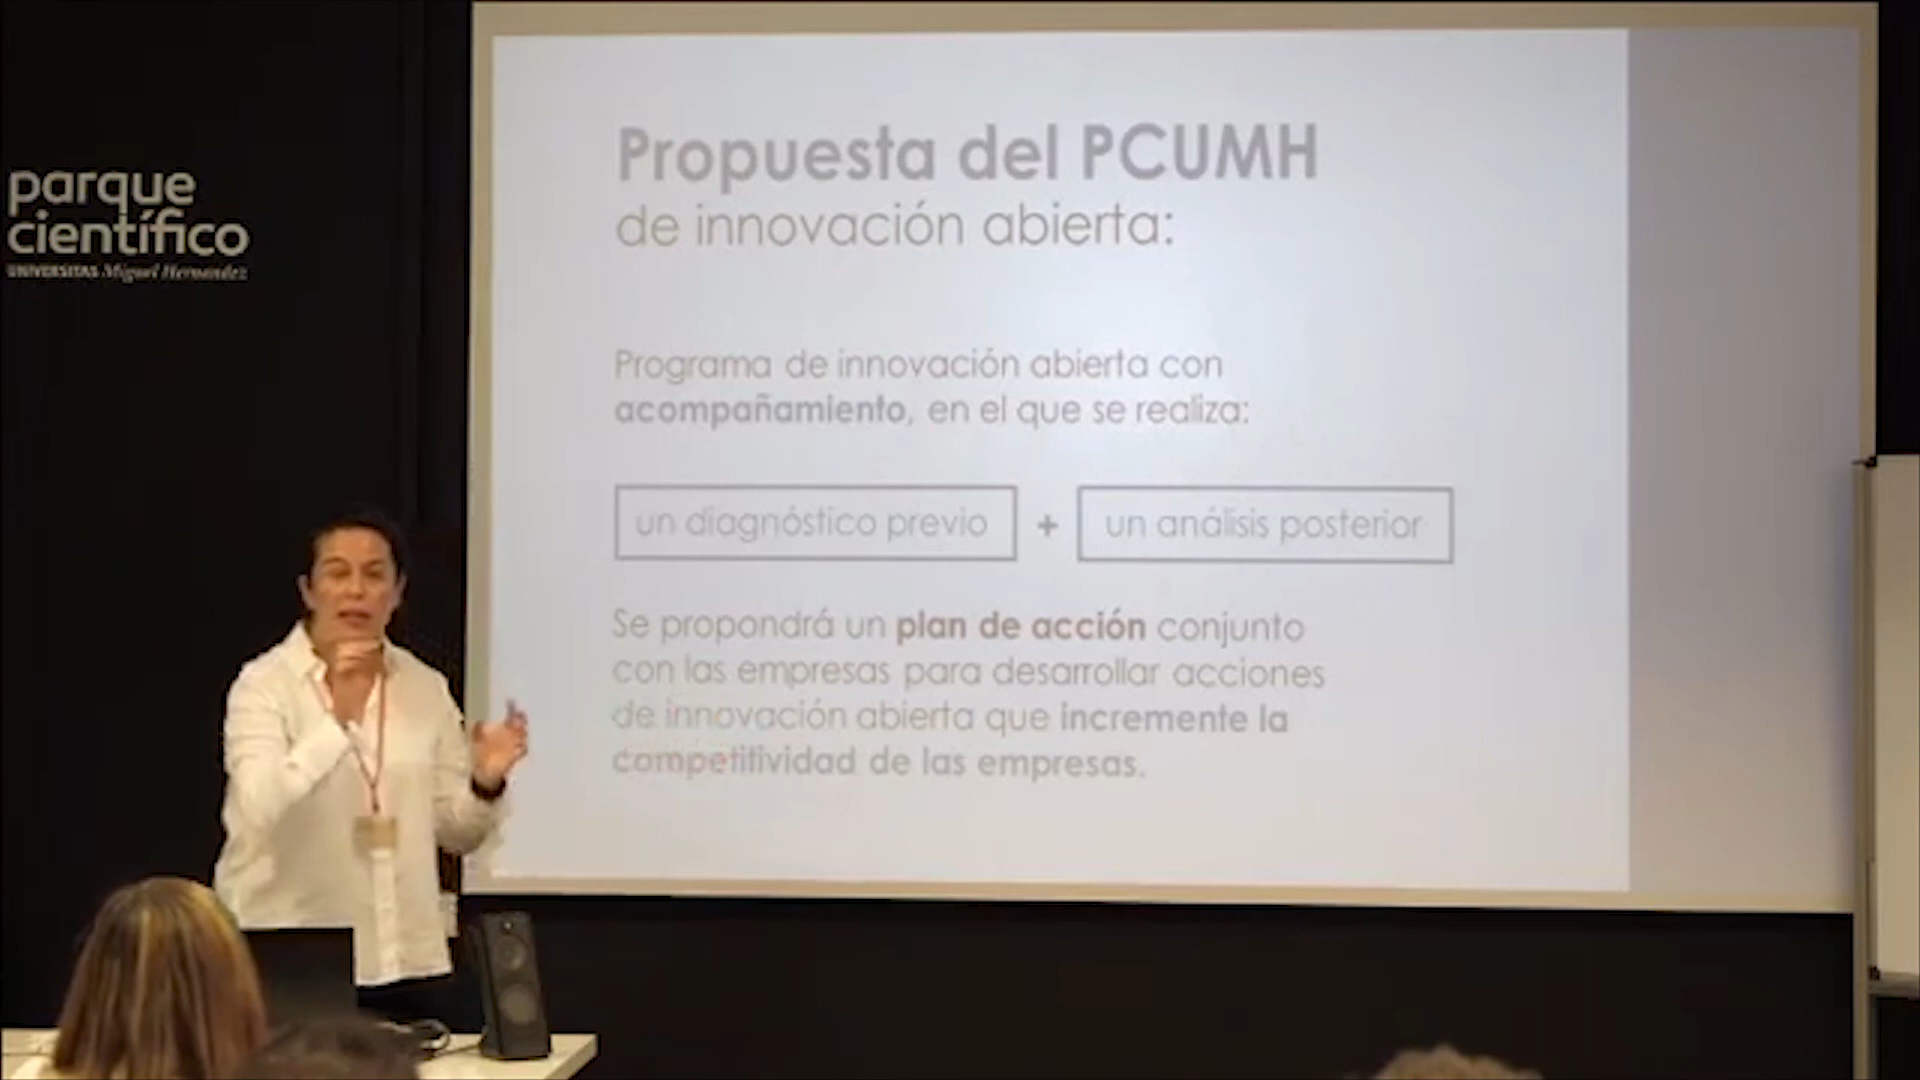 parque
científico
UNIVERSITAS Miguel Hernández
Propuesta del PCUMH
de innovación abierta:
Programa de innovación abierta con
acompañamiento, en el que se realiza:
un diagnóstico previo + un análisis posterior
Se propondrá un plan de acción conjunto
con las empresas para desarrollar acciones
de innovación abierta que incremente la
competitividad de las empresas.